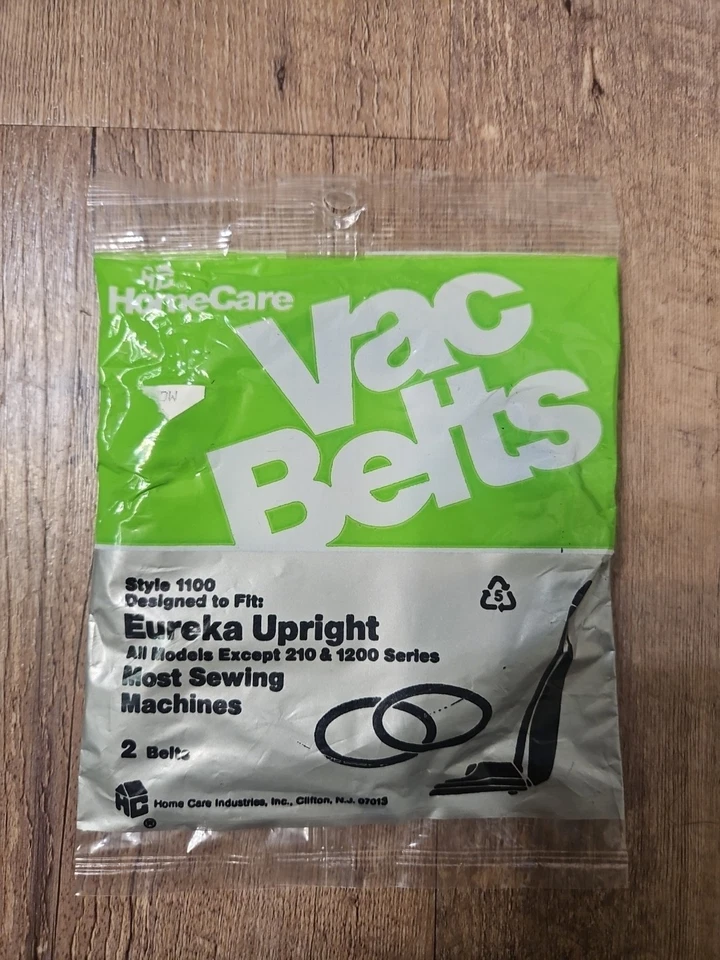 HomeCare
Vac
Belts
Style 1100
Designed to Fit:
Eureka Upright
All Models Except 210 & 1200 Series
Most Sewing
Machines
5
2 Belts
HC
Home Care Industries, Inc., Clifton, N.J. 07013
®